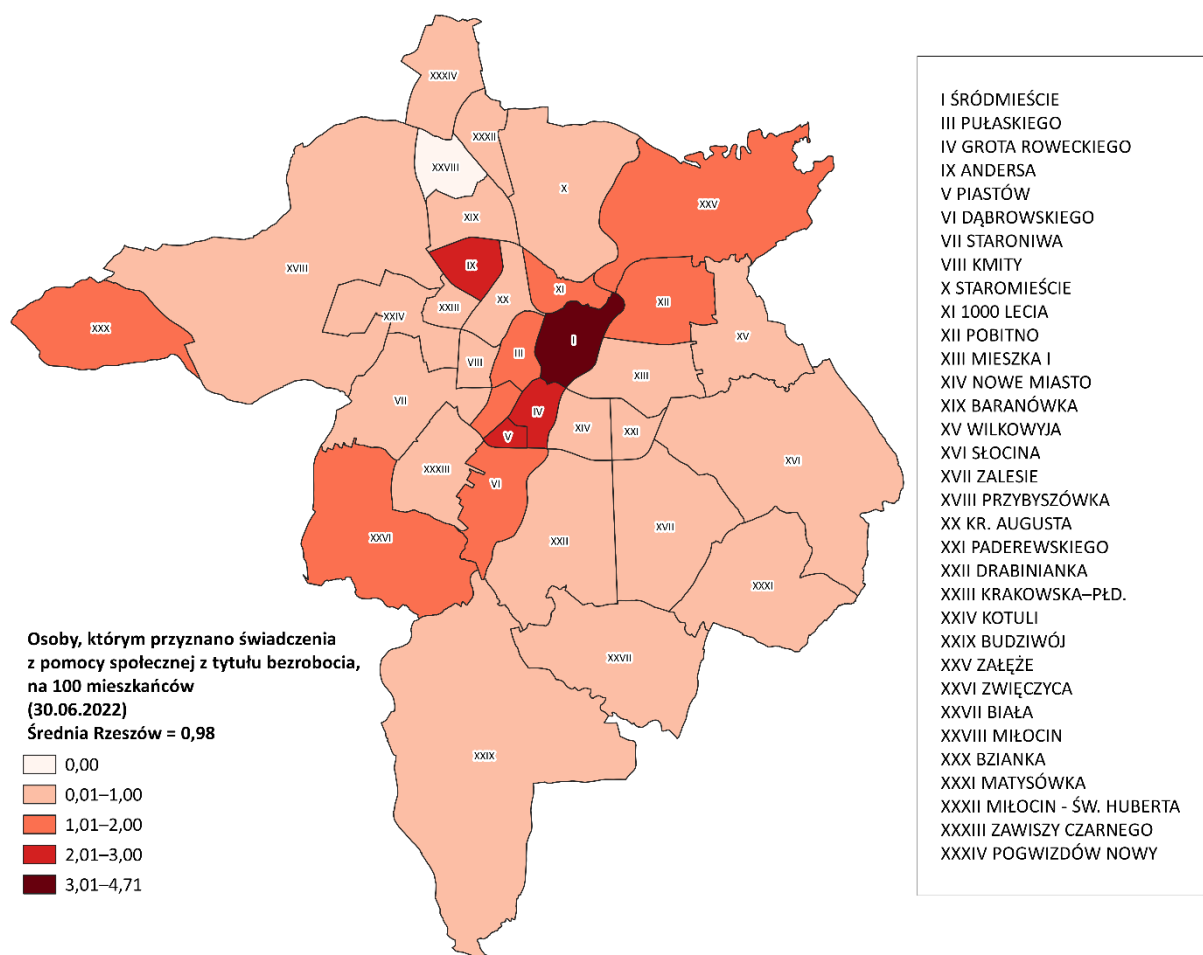 XXXIV
XXXII
XXVIII
X
XXV
XIX
IX
XVIII
XI
XX
XII
XXIII
XXIV
XXX
I
XV
III
VIII
XIII
VII
IV
XIV
XXI
V
XXXIII
XVI
VI
XXVI
XXII
XVII
XXXI
XXVII
XXIX
I ŚRÓDMIEŚCIE
III PUŁASKIEGO
IV GROTA ROWECKIEGO
IX ANDERSA
V PIASTÓW
VI DĄBROWSKIEGO
VII STARONIWA
VIII KMITY
X STAROMIEŚCIE
XI 1000 LECIA
XII POBITNO
XIII MIESZKA I
XIV NOWE MIASTO
XIX BARANÓWKA
XV WILKOWYJA
XVI SŁOCINA
XVII ZALESIE
XVIII PRZYBYSZÓWKA
XX KR. AUGUSTA
XXI PADEREWSKIEGO
XXII DRABINIANKA
XXIII KRAKOWSKA–PŁD.
XXIV KOTULI
XXIX BUDZIWÓJ
XXV ZAŁĘŻE
XXVI ZWIĘCZYCA
XXVII BIAŁA
XXVIII MIŁOCIN
XXX BZIANKA
XXXI MATYSÓWKA
XXXII MIŁOCIN - ŚW. HUBERTA
XXXIII ZAWISZY CZARNEGO
XXXIV POGWIZDÓW NOWY
Osoby, którym przyznano świadczenia
z pomocy społecznej z tytułu bezrobocia,
na 100 mieszkańców
(30.06.2022)
Średnia Rzeszów = 0,98
0,00
0,01–1,00
1,01–2,00
2,01–3,00
3,01–4,71